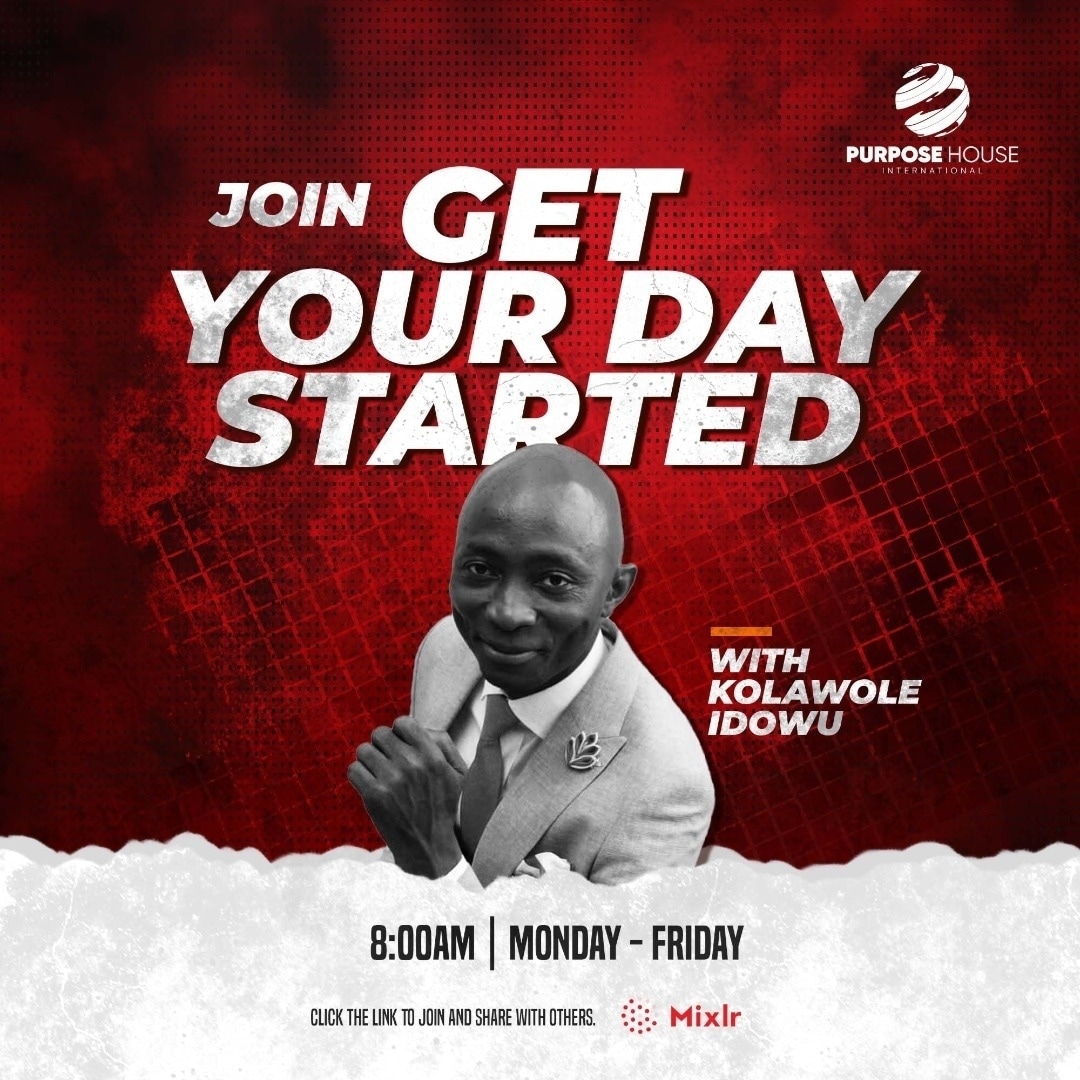 PURPOSE HOUSE
INTERNATIONAL
JOIN GET
YOUR DAY
STARTED
WITH
KOLAWOLE
IDOWU
8:00AM | MONDAY - FRIDAY
CLICK THE LINK TO JOIN AND SHARE WITH OTHERS. Mixlr